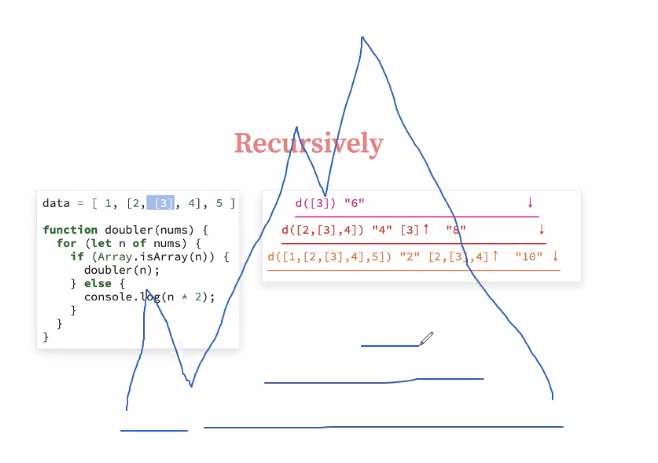 Recursively
data = [ 1, [2, [3], 4], 5 ]
function doubler(nums) {
for (let n of nums) {
if (Array.isArray(n)) {
doubler(n);
} else {
console.log(n * 2);
}
}
}
d([3]) "6" ↓
d([2,[3],4]) "4" [3]↑ "8" ↓
d([1,[2,[3],4],5]) "2" [2,[3],4]↑ "10" ↓